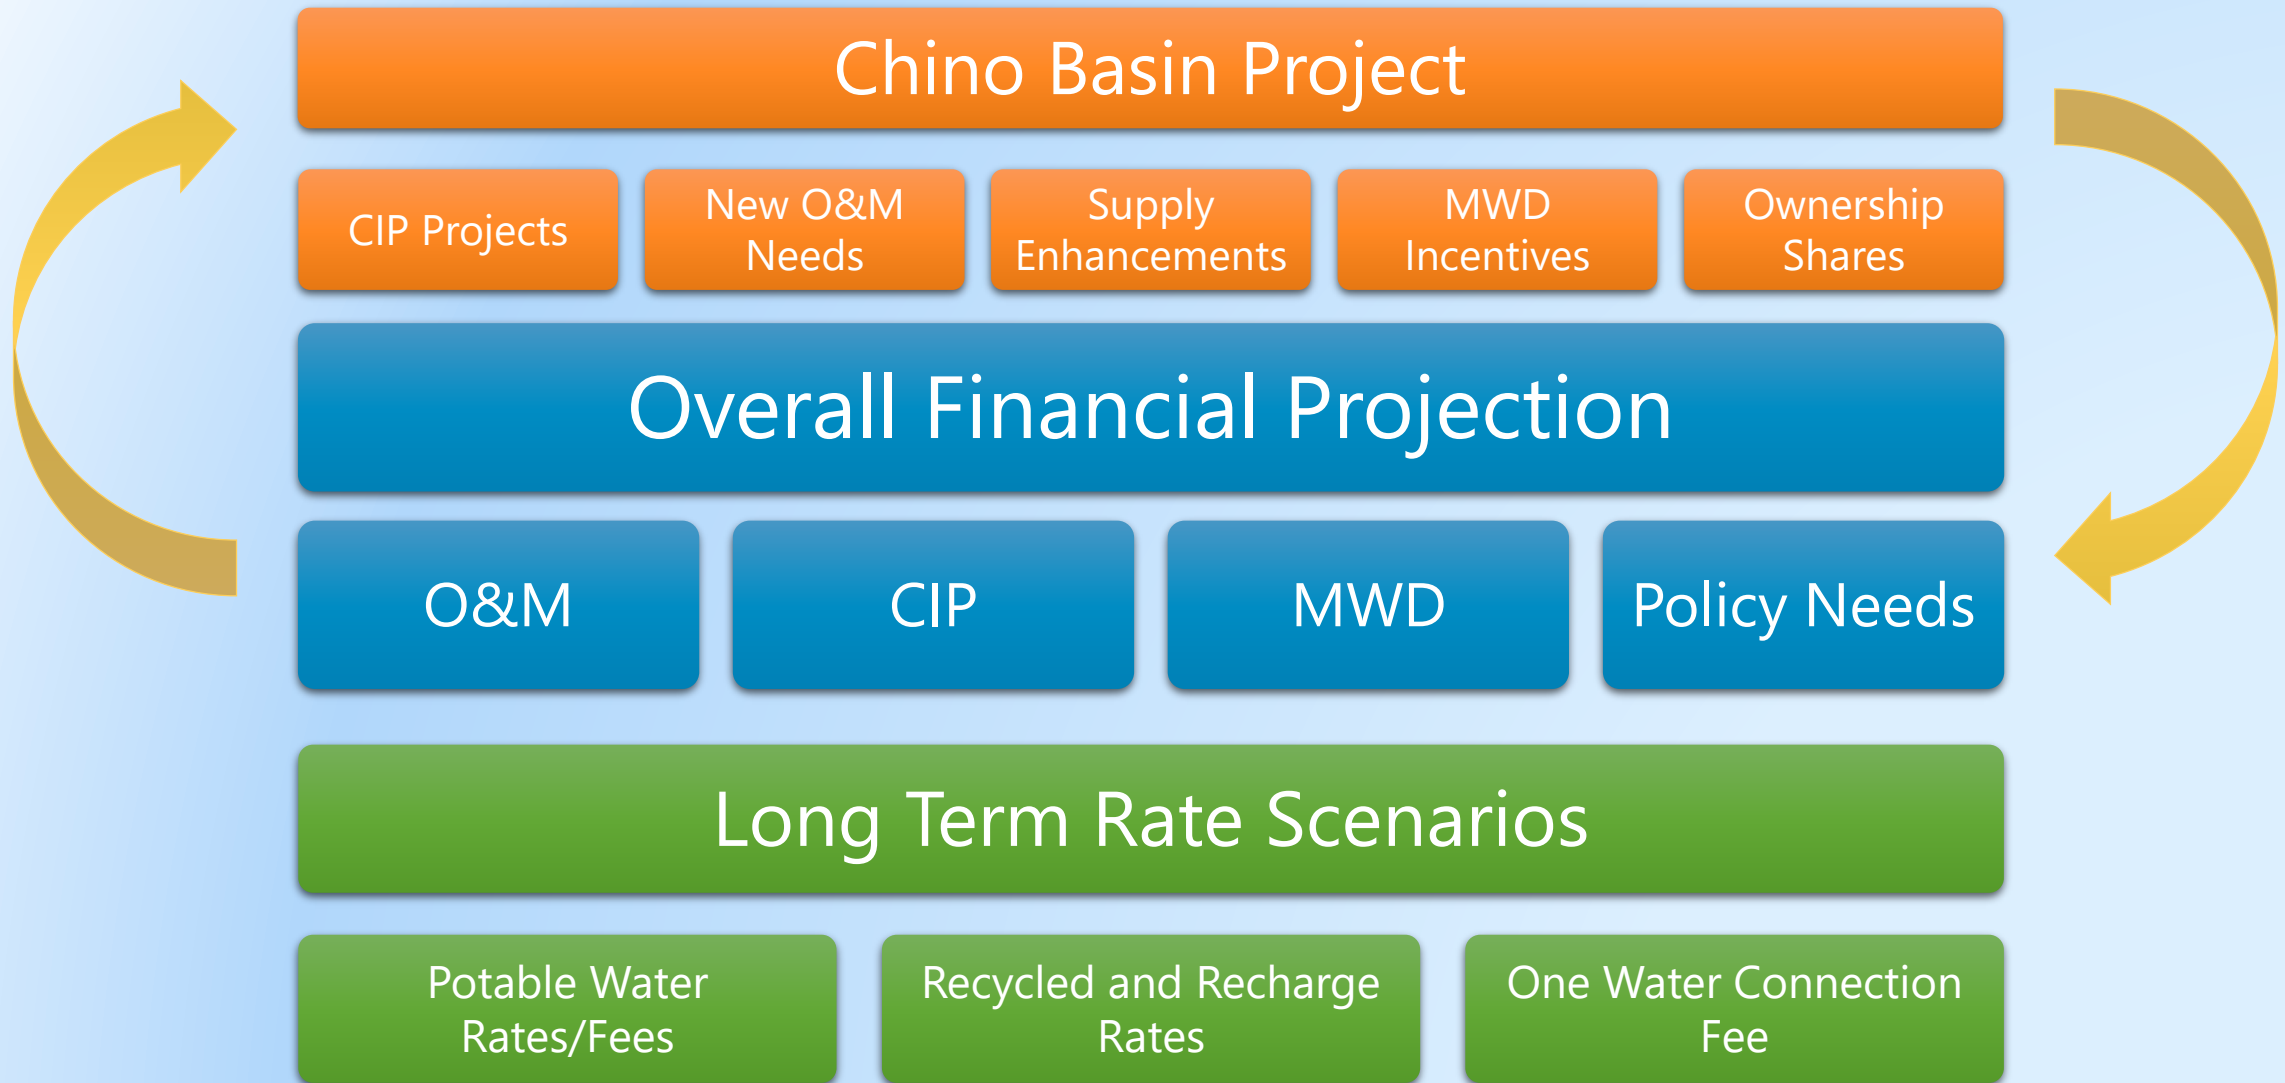 Chino Basin Project
CIP Projects
New O&M
Needs
Supply
Enhancements
MWD
Incentives
Ownership
Shares
Overall Financial Projection
O&M
CIP
MWD
Policy Needs
Long Term Rate Scenarios
Potable Water
Rates/Fees
Recycled and Recharge
Rates
One Water Connection
Fee